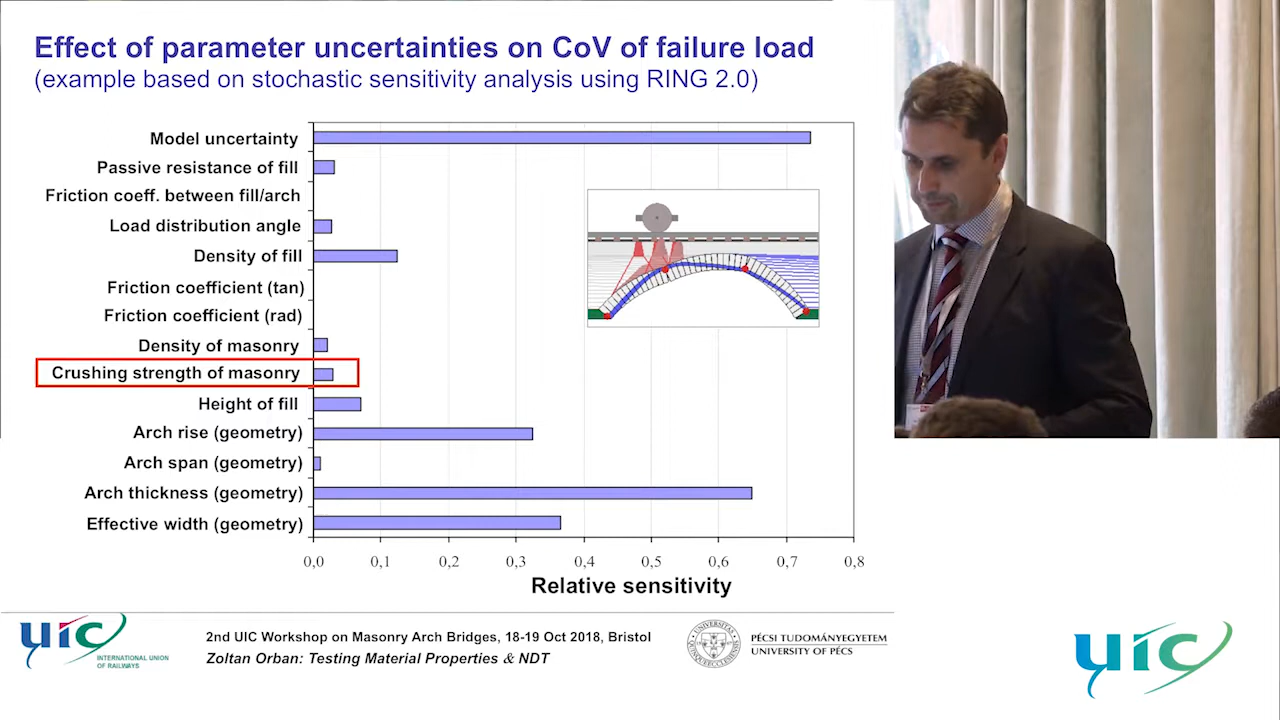 Effect of parameter uncertainties on CoV of failure load
(example based on stochastic sensitivity analysis using RING 2.0)
Model uncertainty
Passive resistance of fill
Friction coeff. between fill/arch
Load distribution angle
Density of fill
Friction coefficient (tan)
Friction coefficient (rad)
Density of masonry
Crushing strength of masonry
Height of fill
Arch rise (geometry)
Arch span (geometry)
Arch thickness (geometry)
Effective width (geometry)
0,0 0,1 0,2 0,3 0,4 0,5 0,6 0,7 0,8
Relative sensitivity
uic
INTERNATIONAL UNION
OF RAILWAYS
2nd UIC Workshop on Masonry Arch Bridges, 18-19 Oct 2018, Bristol
Zoltan Orban: Testing Material Properties & NDT
PÉCSI TUDOMÁNYEGYETEM
UNIVERSITY OF PÉCS
uic